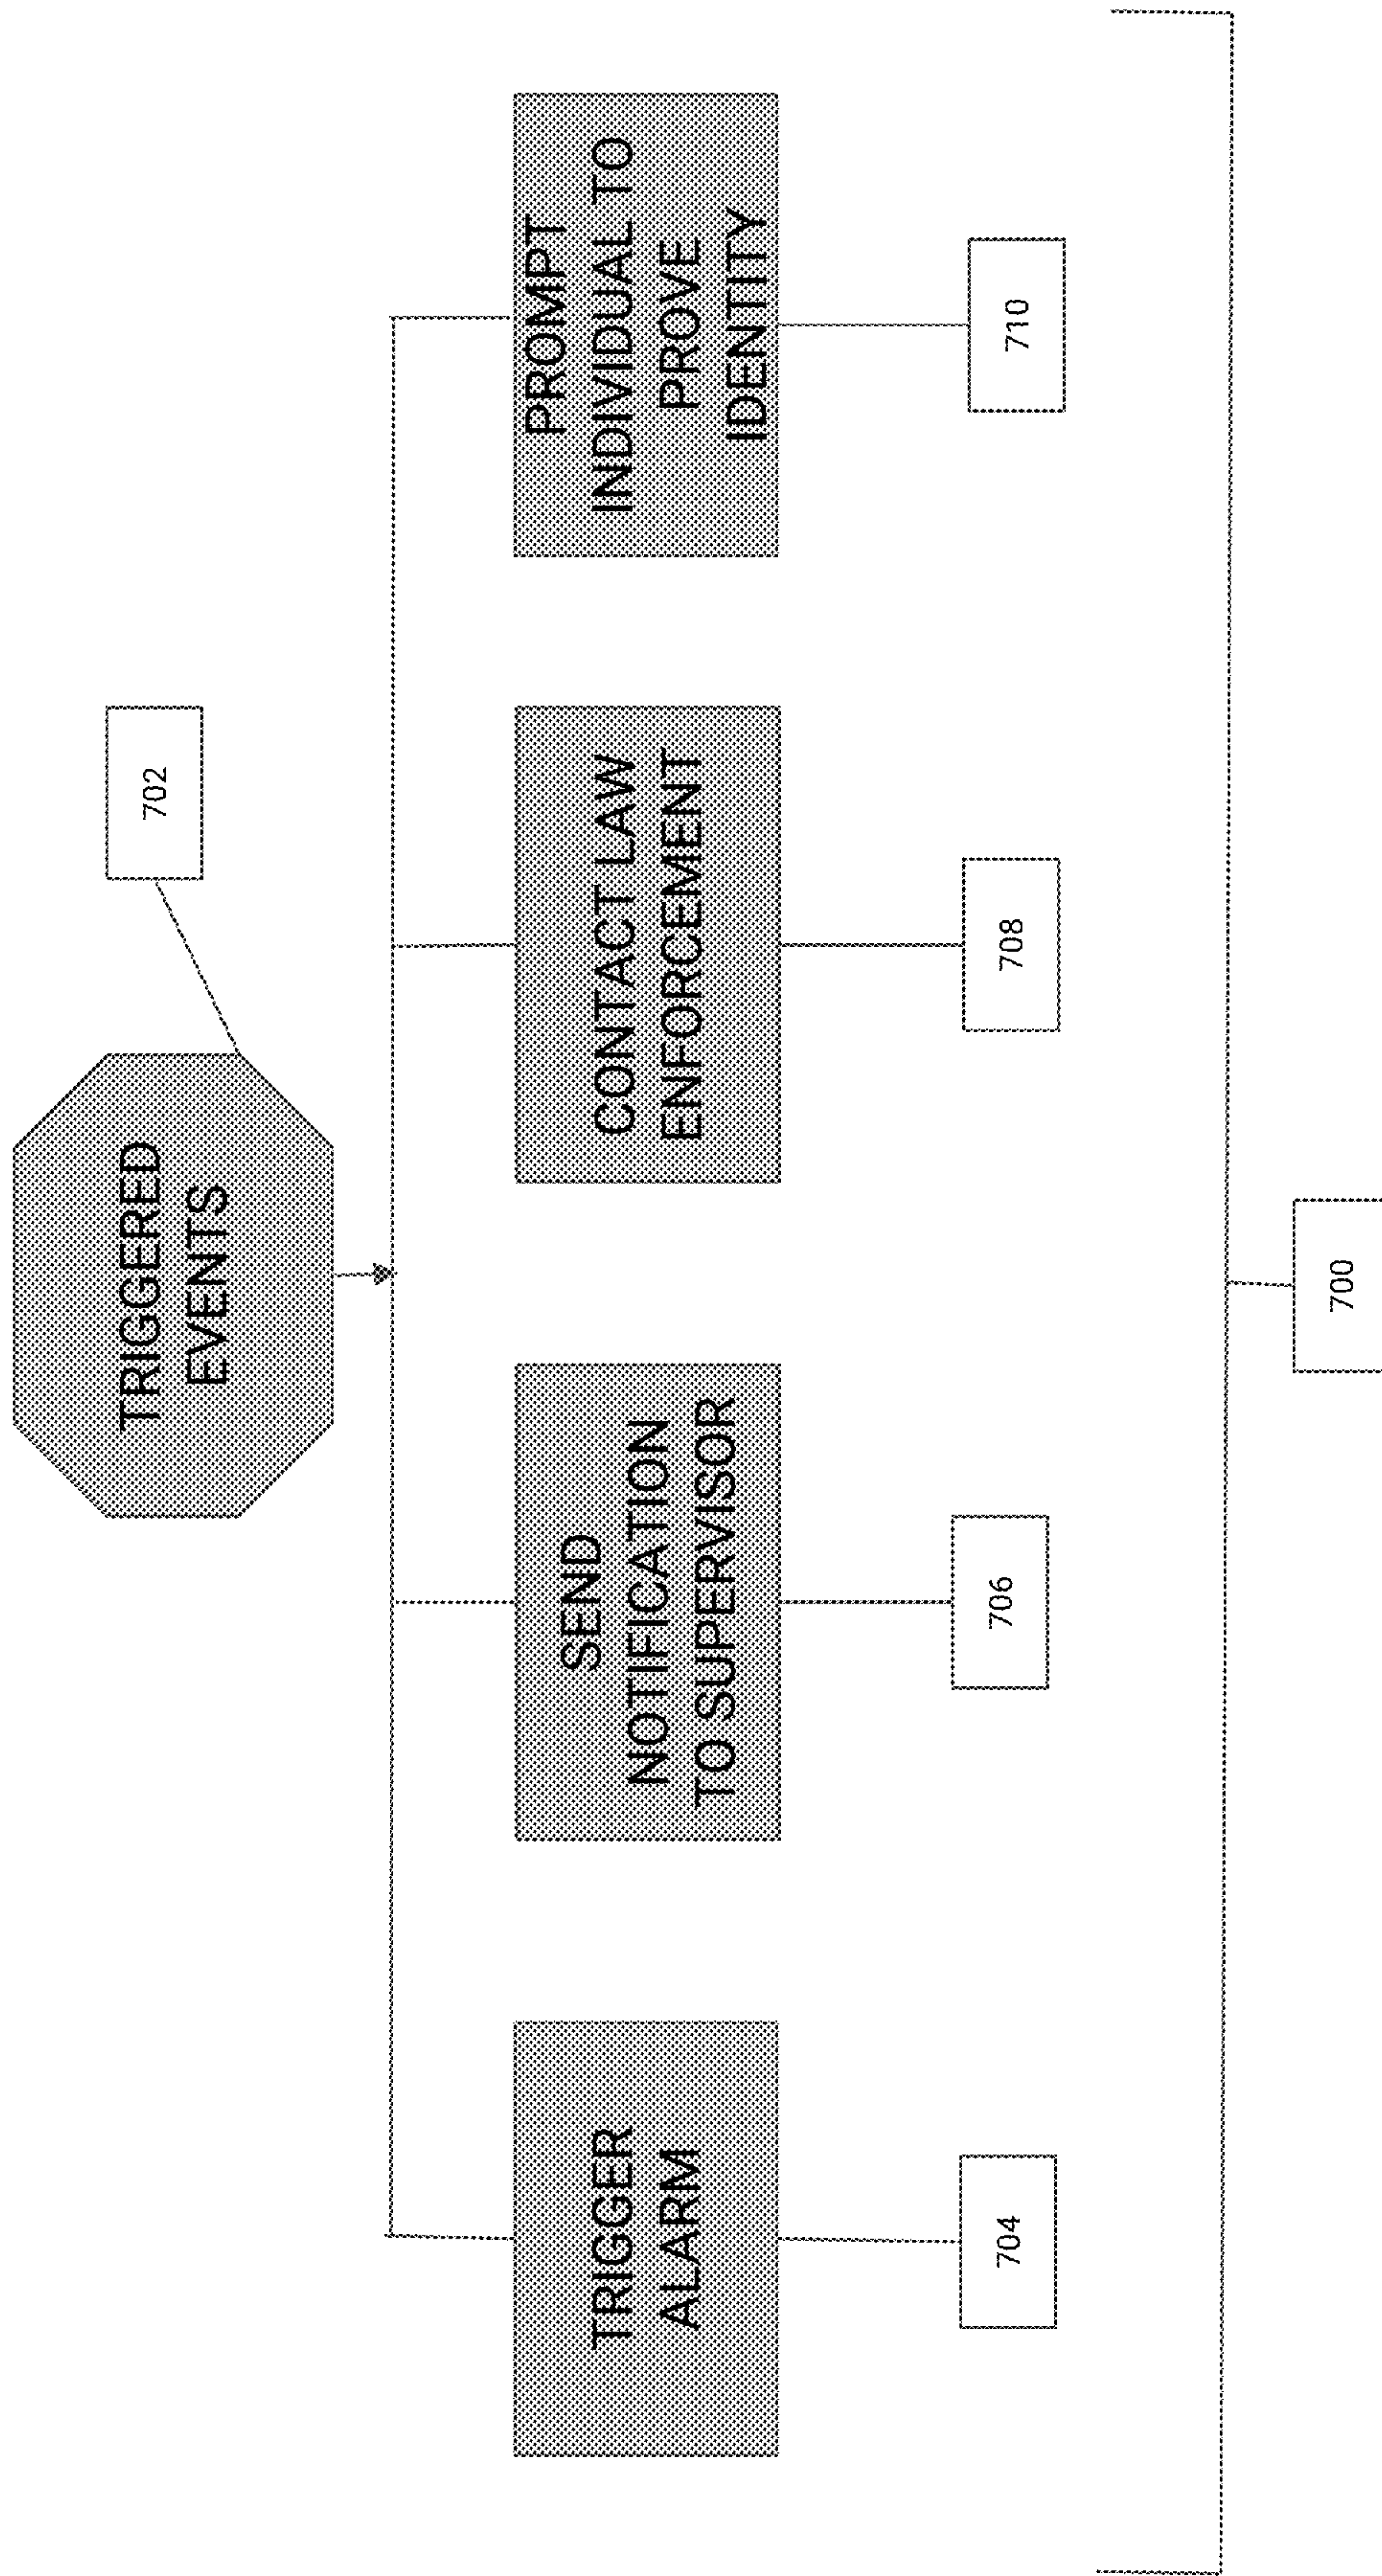 TRIGGERED
EVENTS
702
TRIGGER
ALARM
SEND
NOTIFICATION
TO SUPERVISOR
CONTACT LAW
ENFORCEMENT
PROMPT
INDIVIDUAL TO
PROVE
IDENTITY
704
706
708
710
700